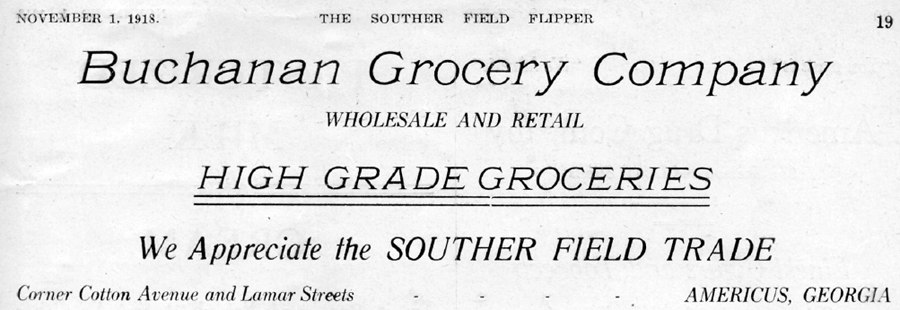 NOVEMBER 1, 1918. THE SOUTHER FIELD FLIPPER 19
Buchanan Grocery Company
WHOLESALE AND RETAIL
HIGH GRADE GROCERIES
We Appreciate the SOUTHER FIELD TRADE
Corner Cotton Avenue and Lamar Streets - - - - AMERICUS, GEORGIA